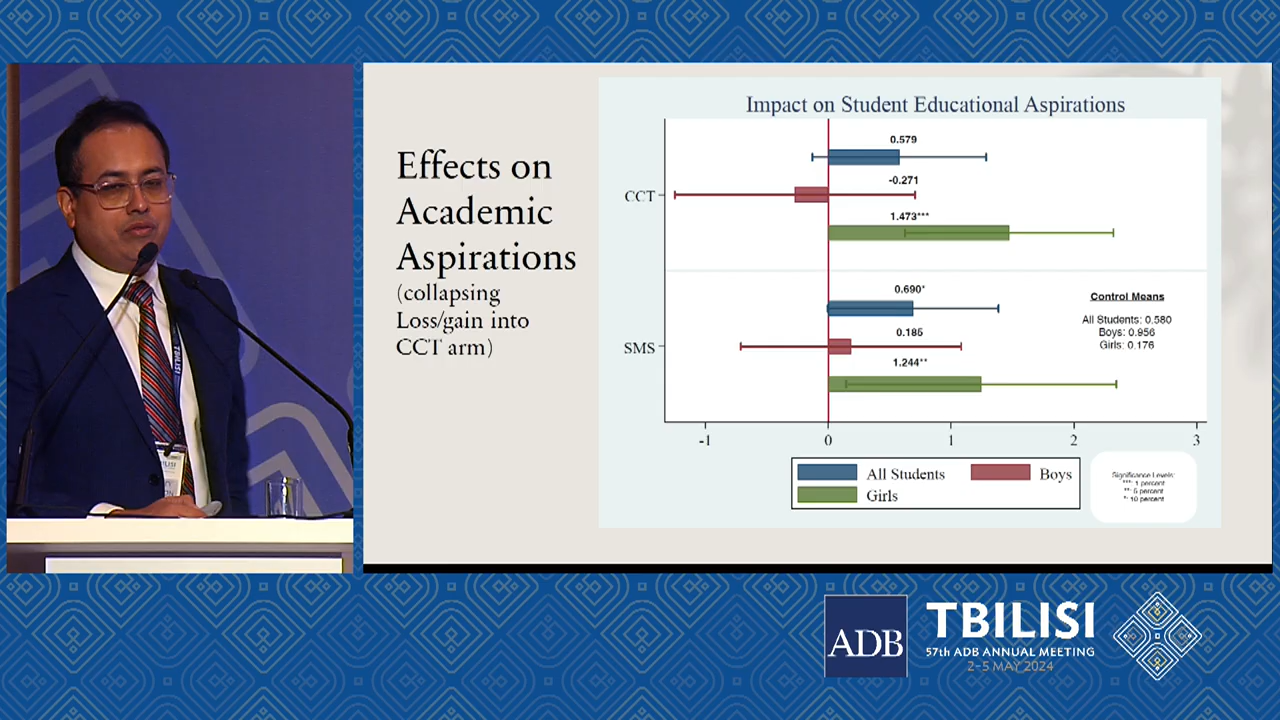 Effects on
Academic
Aspirations
(collapsing
Loss/gain into
CCT arm)
Impact on Student Educational Aspirations
0.579
-0.271
CCT
1.473***
0.690*
0.185
SMS
1.244**
Control Means
All Students: 0.580
Boys: 0.956
Girls: 0.176
-1 0 1 2 3
All Students Boys
Girls
Significance Levels:
***: 1 percent
**: 5 percent
*: 10 percent
TBILISI
ADB
TBILISI
57th ADB ANNUAL MEETING
2–5 MAY 2024